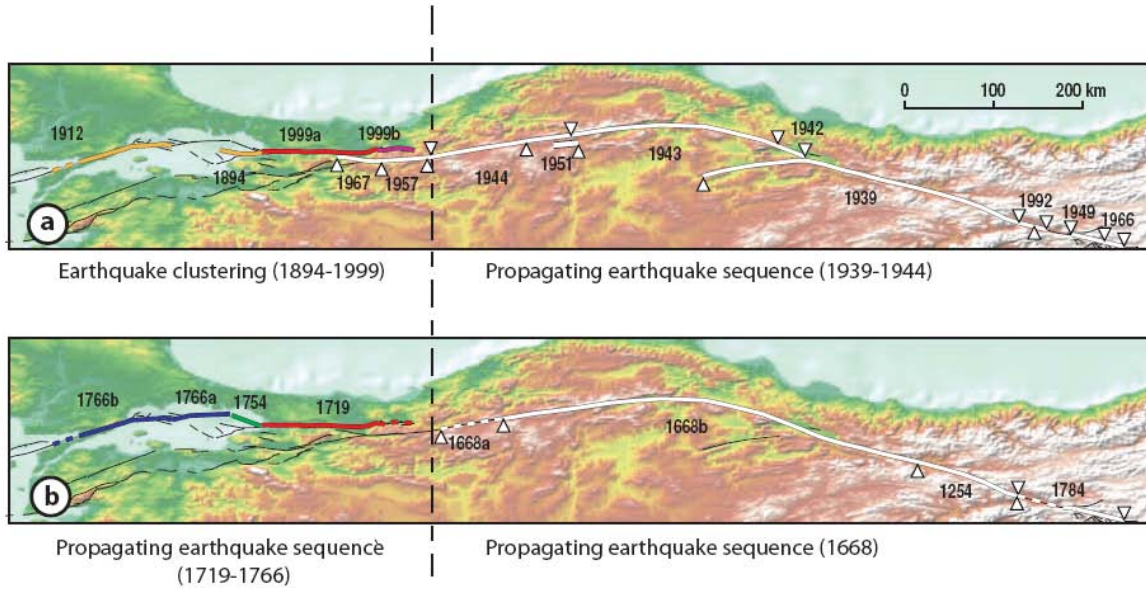 1912
1999a
1999b
1894
1967
1957
1944
1951
1943
1942
1939
1992
1949
1966
0 100 200 km
a
Earthquake clustering (1894-1999)
Propagating earthquake sequence (1939-1944)
1766b
1766a
1754
1719
1668a
1668b
1254
1784
b
Propagating earthquake sequencè
(1719-1766)
Propagating earthquake sequence (1668)